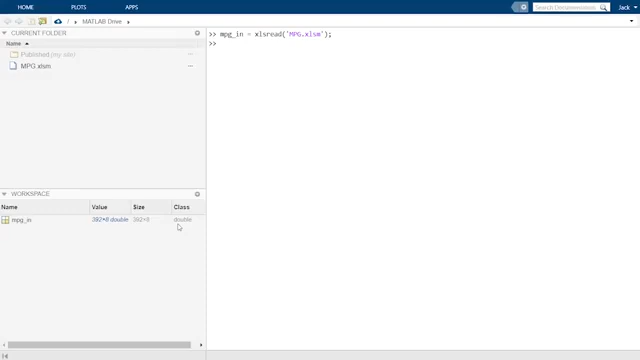 HOME PLOTS APPS Search Documentation Jack
MATLAB Drive
CURRENT FOLDER
Name
Published (my site)
MPG.xlsm
>> mpg_in = xlsread('MPG.xlsm');
>>
WORKSPACE
Name Value Size Class
mpg_in 392×8 double 392×8 double